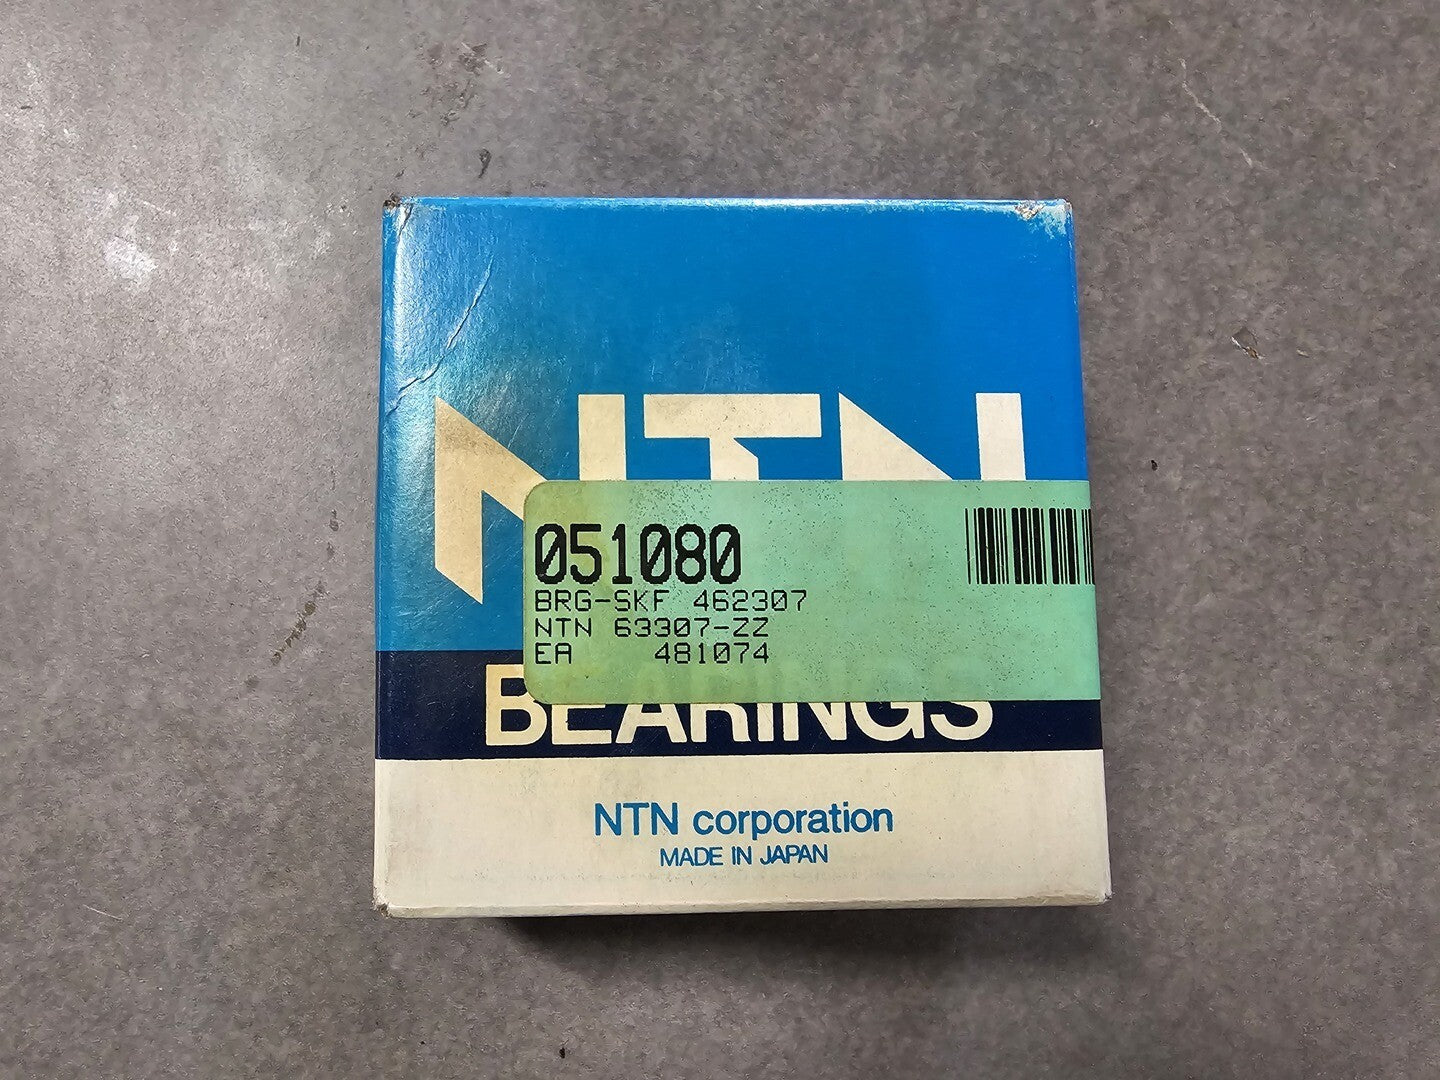 NTN
051080
BRG-SKF 462307
NTN 63307-ZZ
EA 481074
BEARINGS
NTN corporation
MADE IN JAPAN